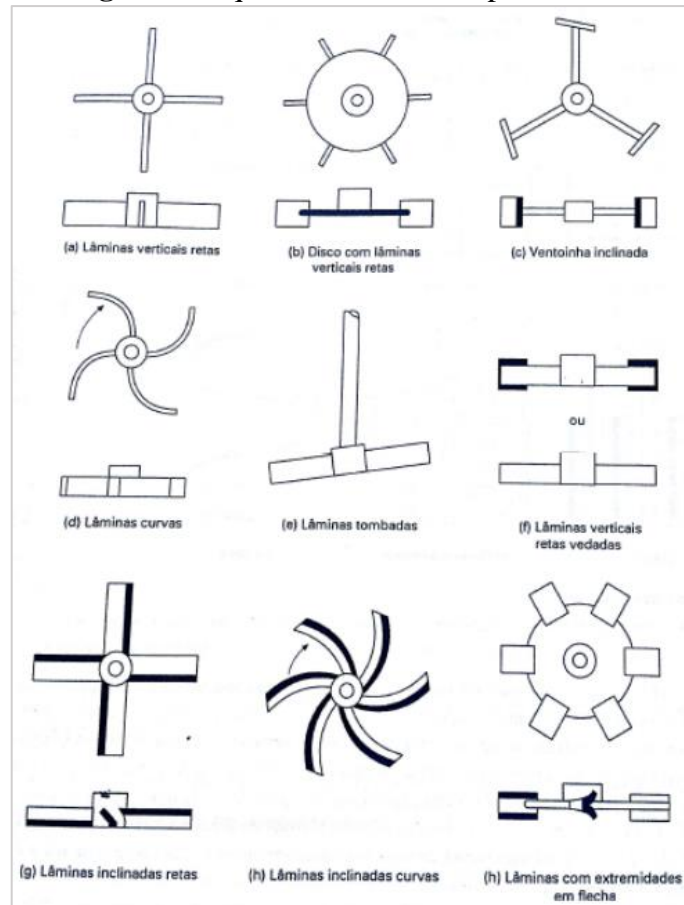 (a) Lâminas verticais retas
(b) Disco com lâminas
verticais retas
(c) Ventoinha inclinada
(d) Lâminas curvas
(e) Lâminas tombadas
ou
(f) Lâminas verticais
retas vedadas
(g) Lâminas inclinadas retas
(h) Lâminas inclinadas curvas
(h) Lâminas com extremidades
em flecha